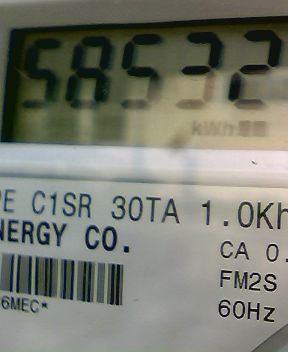 58532
kWh
PE C1SR 30TA 1.0Kh
NERGY CO.
CA 0.
FM2S
6MEC*
60Hz